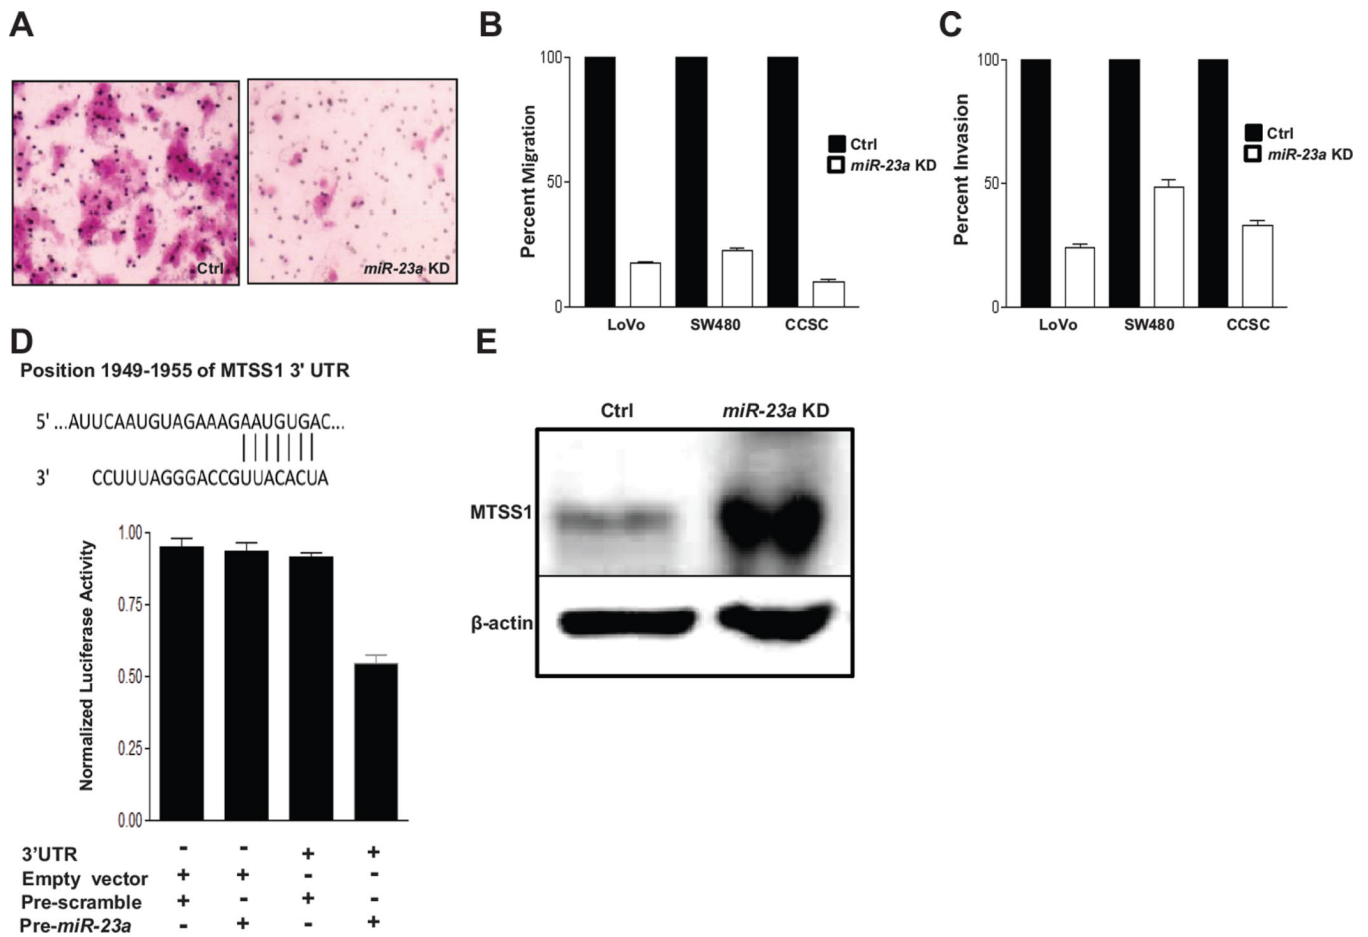 A
Ctrl
miR-23a KD
B
Percent Migration
100
50
0
LoVo SW480 CCSC
Ctrl
miR-23a KD
C
Percent Invasion
100
50
0
LoVo SW480 CCSC
Ctrl
miR-23a KD
D
Position 1949-1955 of MTSS1 3' UTR
5' ...AUUCAAUGUAGAAAGAAUGUGAC...
3' CCUUUAGGGACCGUUACACUA
Normalized Luciferase Activity
1.00
0.75
0.50
0.25
0.00
3'UTR - - + +
Empty vector + + - -
Pre-scramble + - + -
Pre-miR-23a - + - +
E
Ctrl miR-23a KD
MTSS1
β-actin